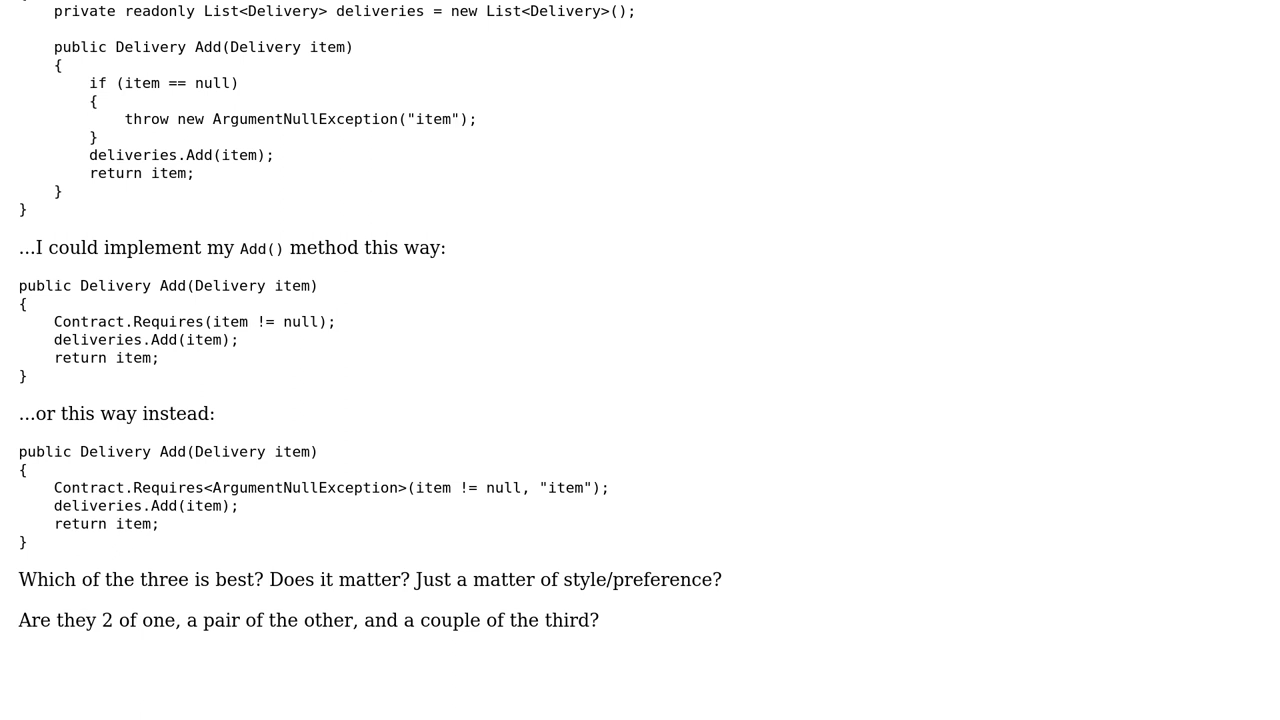 private readonly List<Delivery> deliveries = new List<Delivery>();

    public Delivery Add(Delivery item)
    {
        if (item == null)
        {
            throw new ArgumentNullException("item");
        }
        deliveries.Add(item);
        return item;
    }
}
...I could implement my Add() method this way:
public Delivery Add(Delivery item)
{
    Contract.Requires(item != null);
    deliveries.Add(item);
    return item;
}
...or this way instead:
public Delivery Add(Delivery item)
{
    Contract.Requires<ArgumentNullException>(item != null, "item");
    deliveries.Add(item);
    return item;
}
Which of the three is best? Does it matter? Just a matter of style/preference?
Are they 2 of one, a pair of the other, and a couple of the third?